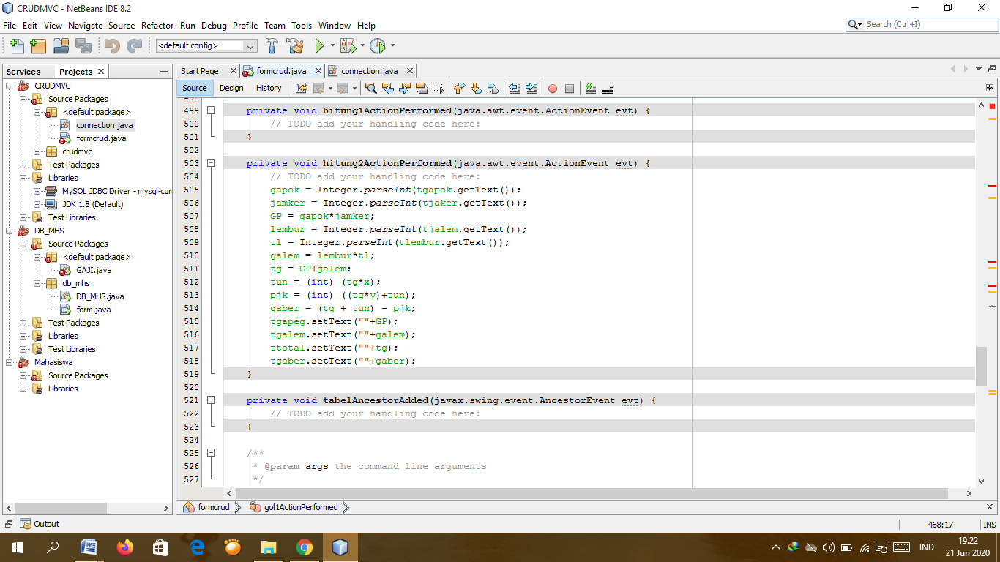 CRUDMVC - NetBeans IDE 8.2
File Edit View Navigate Source Refactor Run Debug Profile Team Tools Window Help
Search (Ctrl+I)
<default config>
Services Projects
Start Page formcrud.java connection.java
Source Design History
CRUDMVC
Source Packages
<default package>
connection.java
formcrud.java
crudmvc
Test Packages
Libraries
MySQL JDBC Driver - mysql-con
JDK 1.8 (Default)
Test Libraries
DB_MHS
Source Packages
<default package>
GAJI.java
db_mhs
DB_MHS.java
form.java
Test Packages
Libraries
Test Libraries
Mahasiswa
Source Packages
Libraries
498
499 private void hitung1ActionPerformed(java.awt.event.ActionEvent evt) {
500 // TODO add your handling code here:
501 }
502
503 private void hitung2ActionPerformed(java.awt.event.ActionEvent evt) {
504 // TODO add your handling code here:
505 gapok = Integer.parseInt(tgapok.getText());
506 jamker = Integer.parseInt(tjaker.getText());
507 GP = gapok*jamker;
508 lembur = Integer.parseInt(tjalem.getText());
509 tl = Integer.parseInt(tlembur.getText());
510 galem = lembur*tl;
511 tg = GP+galem;
512 tun = (int) (tg*x);
513 pjk = (int) ((tg*y)+tun);
514 gaber = (tg + tun) - pjk;
515 tgapeg.setText(""+GP);
516 tgalem.setText(""+galem);
517 ttotal.setText(""+tg);
518 tgaber.setText(""+gaber);
519 }
520
521 private void tabelAncestorAdded(javax.swing.event.AncestorEvent evt) {
522 // TODO add your handling code here:
523 }
524
525 /**
526 * @param args the command line arguments
527 */
formcrud gol1ActionPerformed
Output
468:17 INS
IND
19.22
21 Jun 2020